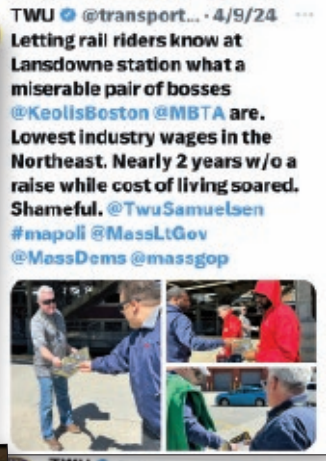 TWU @transport... · 4/9/24 ...
Letting rail riders know at
Lansdowne station what a
miserable pair of bosses
@KeolisBoston @MBTA are.
Lowest industry wages in the
Northeast. Nearly 2 years w/o a
raise while cost of living soared.
Shameful. @TwuSamuelsen
#mapoli @MassLtGov
@MassDems @massgop
TWU